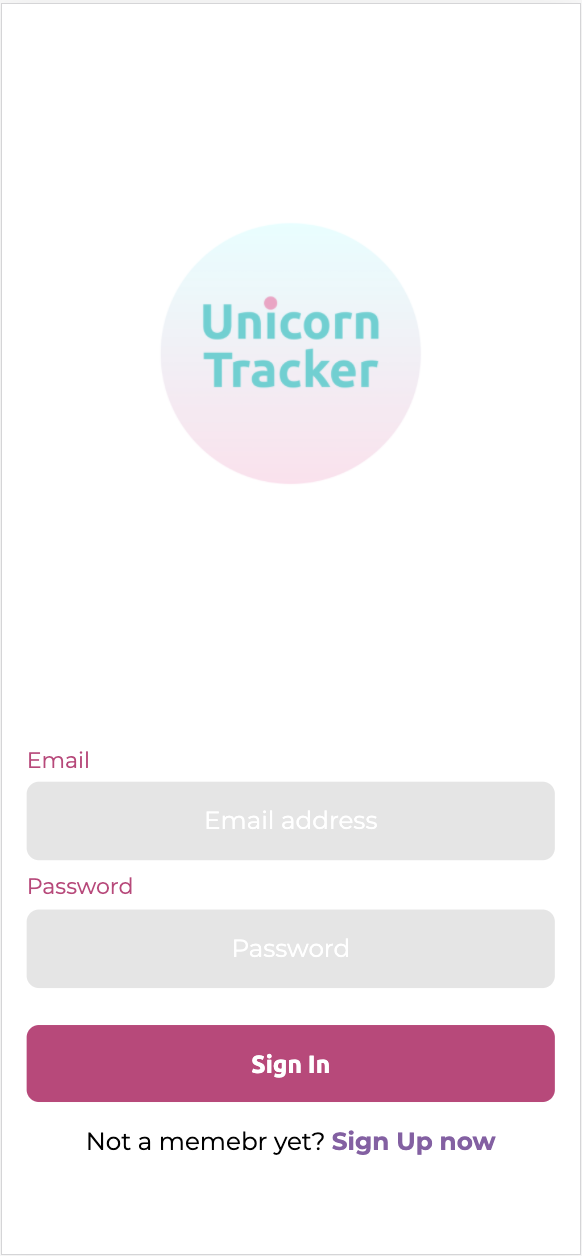 Unicorn
Tracker
Email
Email address
Password
Password
Sign In
Not a memebr yet? Sign Up now